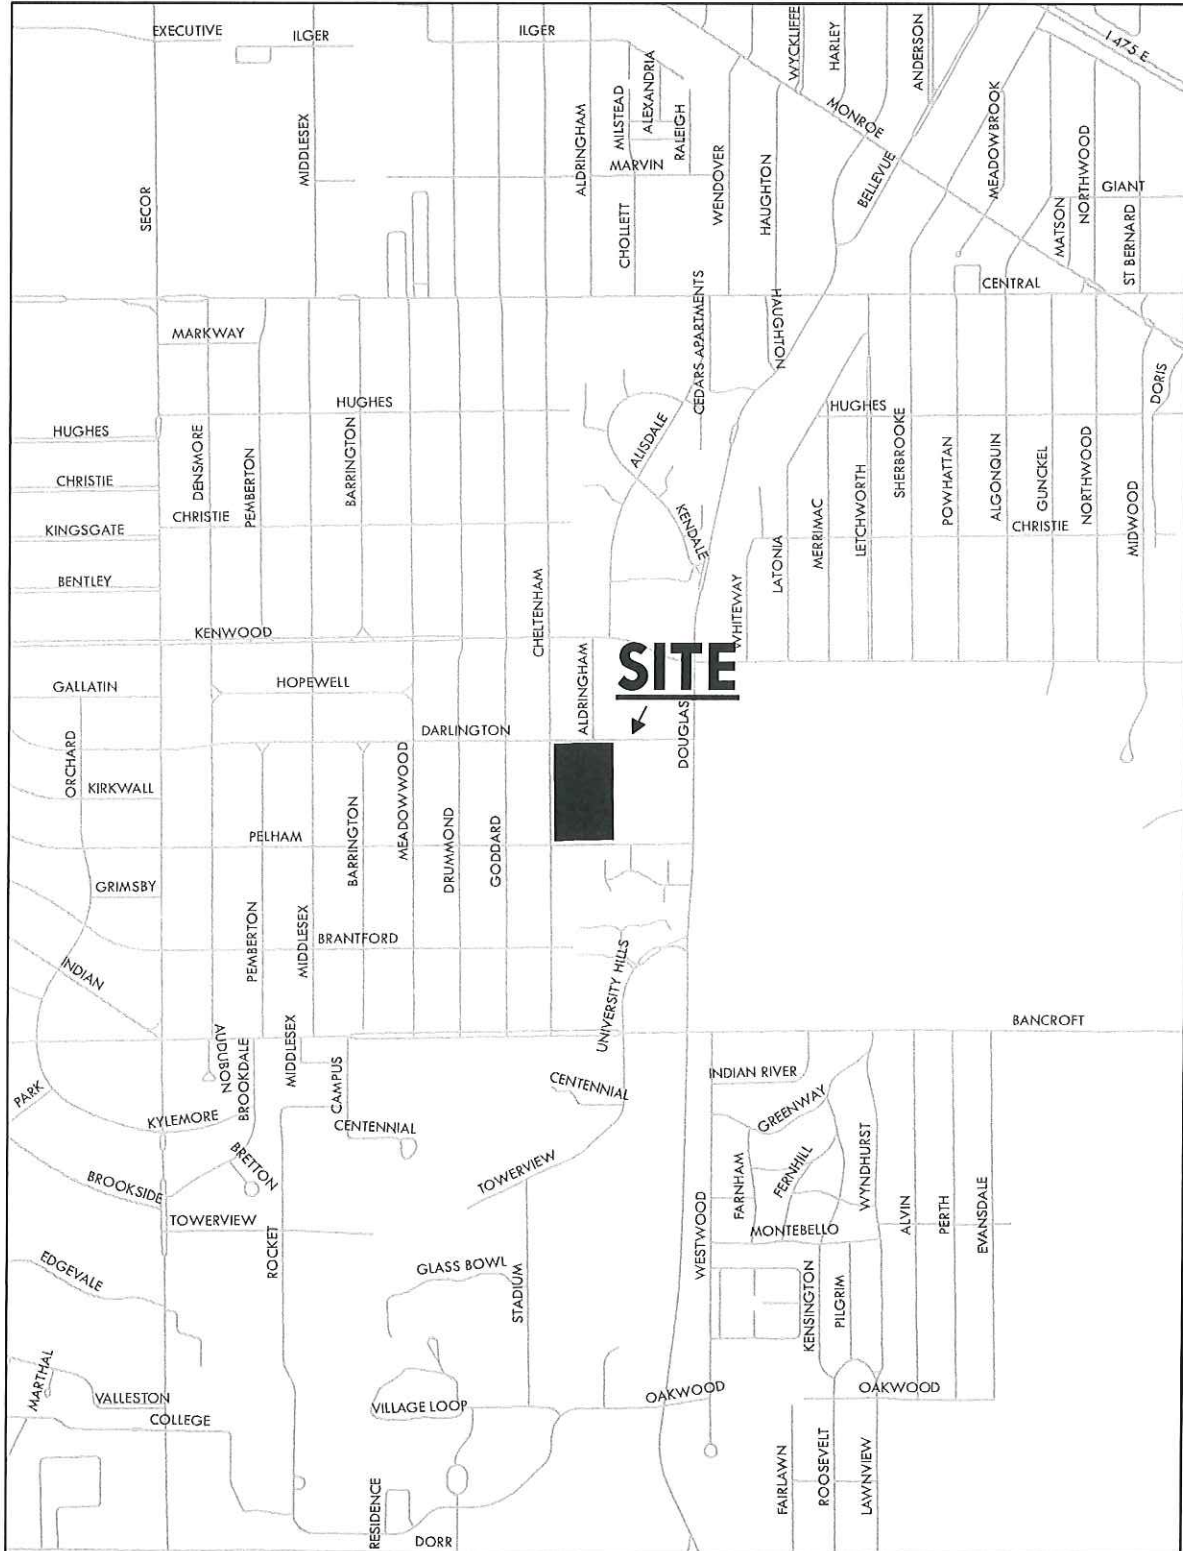 EXECUTIVE
ILGER
ILGER
WYCKLIFFE
HARLEY
ANDERSON
I 475 E
MIDDLESEX
ALDRINGHAM
MILSTEAD
ALEXANDRIA
RALEIGH
MONROE
MEADOWBROOK
NORTHWOOD
SECOR
MARVIN
WENDOVER
HAUGHTON
BELLEVUE
GIANT
CHOLLETT
MATSON
ST BERNARD
CENTRAL
MARKWAY
CEDARS APARTMENTS
HAUGHTON
DORIS
HUGHES
HUGHES
HUGHES
DENSMORE
PEMBERTON
BARRINGTON
AUSDALE
SHERBROOKE
POWHATTAN
ALGONQUIN
GUNCKEL
NORTHWOOD
MIDWOOD
CHRISTIE
CHRISTIE
CHRISTIE
KINGSGATE
KENDALE
LATONIA
MERRIMAC
LETCHWORTH
BENTLEY
CHELTENHAM
WHITEWAY
KENWOOD
SITE
ALDRINGHAM
GALLATIN
HOPEWELL
DARLINGTON
DOUGLAS
ORCHARD
KIRKWALL
MEADOWWOOD
PELHAM
BARRINGTON
DRUMMOND
GODDARD
GRIMSBY
PEMBERTON
MIDDLESEX
BRANTFORD
INDIAN
UNIVERSITY HILLS
BANCROFT
AUDUBON
BROOKDALE
MIDDLESEX
CAMPUS
CENTENNIAL
INDIAN RIVER
PARK
KYLEMORE
CENTENNIAL
GREENWAY
BRETTON
BROOKSIDE
TOWERVIEW
FARNHAM
FERNHILL
WYNDHURST
TOWERVIEW
ROCKET
WESTWOOD
MONTEBELLO
ALVIN
PERTH
EVANSDALE
EDGEVALE
GLASS BOWL
STADIUM
KENSINGTON
PILGRIM
MARTHAL
VALLESTON
COLLEGE
VILLAGE LOOP
OAKWOOD
OAKWOOD
FAIRLAWN
ROOSEVELT
LAWNVIEW
RESIDENCE
DORR